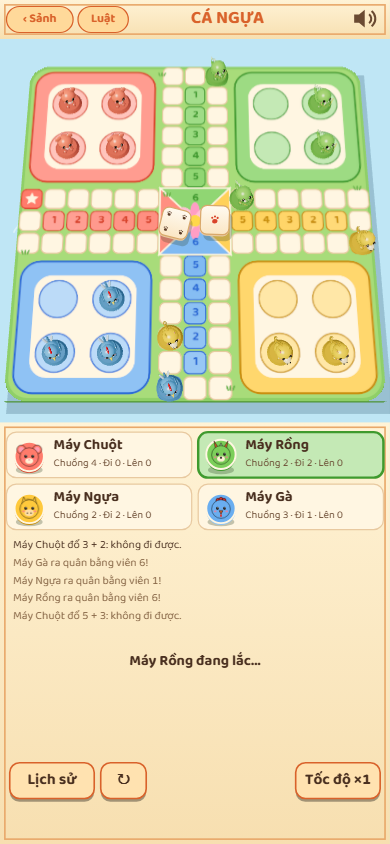 ‹ Sảnh
Luật
CÁ NGỰA
1
2
3
4
5
6
1 2 3 4 5
5 4 3 2 1
6
5
4
3
2
1
Máy Chuột
Chuồng 4 · Đi 0 · Lên 0
Máy Rồng
Chuồng 2 · Đi 2 · Lên 0
Máy Ngựa
Chuồng 2 · Đi 2 · Lên 0
Máy Gà
Chuồng 3 · Đi 1 · Lên 0
Máy Chuột đổ 3 + 2: không đi được.
Máy Gà ra quân bằng viên 6!
Máy Ngựa ra quân bằng viên 1!
Máy Rồng ra quân bằng viên 6!
Máy Chuột đổ 5 + 3: không đi được.
Máy Rồng đang lắc...
Lịch sử
↻
Tốc độ ×1